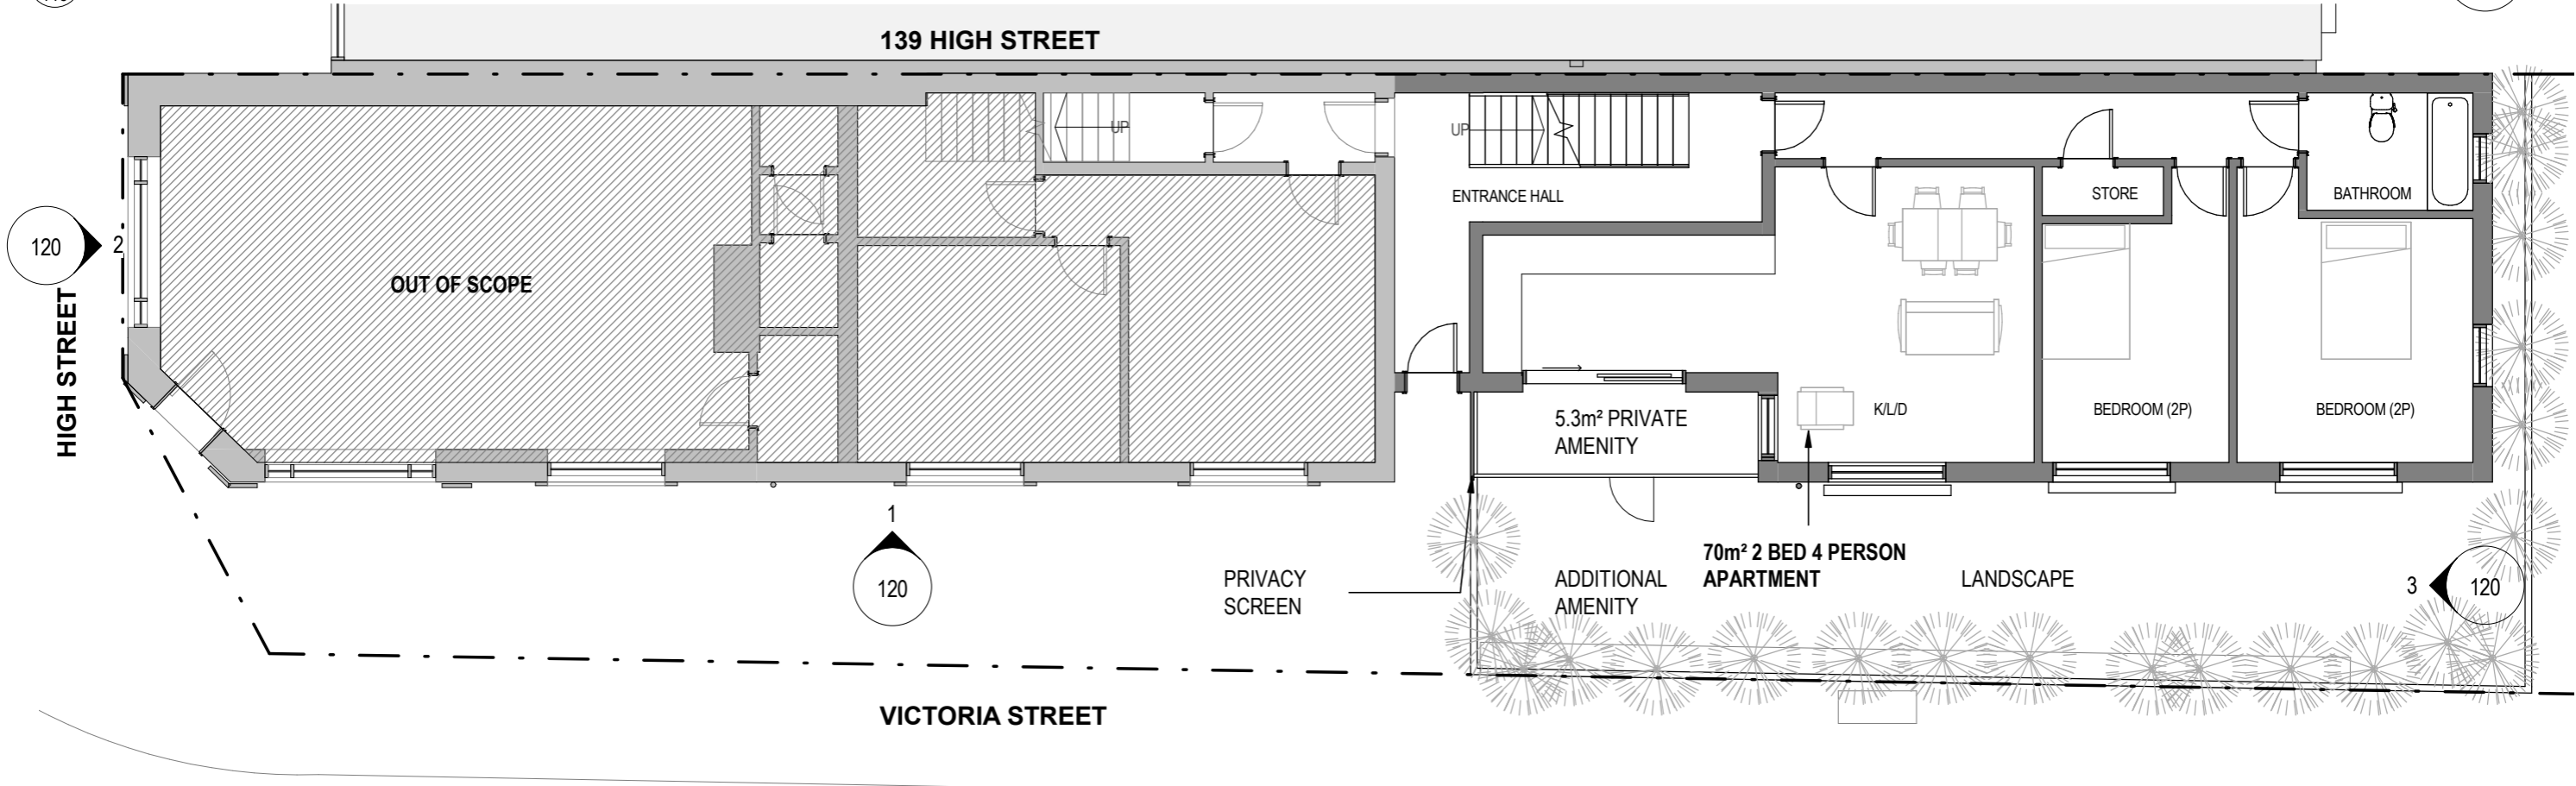 139 HIGH STREET
UP
UP
ENTRANCE HALL
STORE
BATHROOM
120
2
HIGH STREET
OUT OF SCOPE
5.3m² PRIVATE
AMENITY
K/L/D
BEDROOM (2P)
BEDROOM (2P)
1
120
PRIVACY
SCREEN
ADDITIONAL
AMENITY
70m² 2 BED 4 PERSON
APARTMENT
LANDSCAPE
3
120
VICTORIA STREET